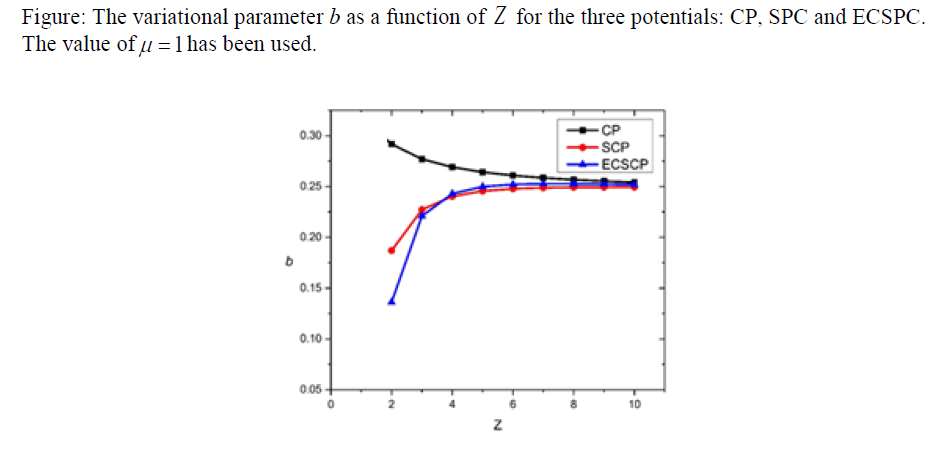 Figure: The variational parameter b as a function of Z for the three potentials: CP, SPC and ECSPC.
The value of μ = 1 has been used.
CP
SCP
ECSCP
0.30
0.25
0.20
b
0.15
0.10
0.05
0 2 4 6 8 10
Z